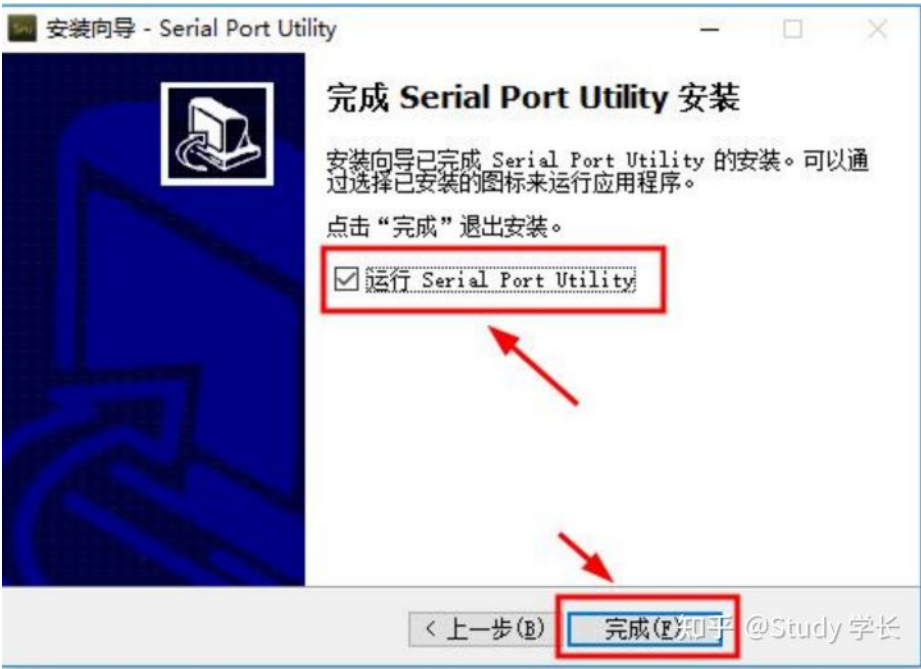 安装向导 - Serial Port Utility
完成 Serial Port Utility 安装
安装向导已完成 Serial Port Utility 的安装。可以通
过选择已安装的图标来运行应用程序。
点击“完成”退出安装。
运行 Serial Port Utility
< 上一步(B)
完成(F)
知乎 @Study 学长